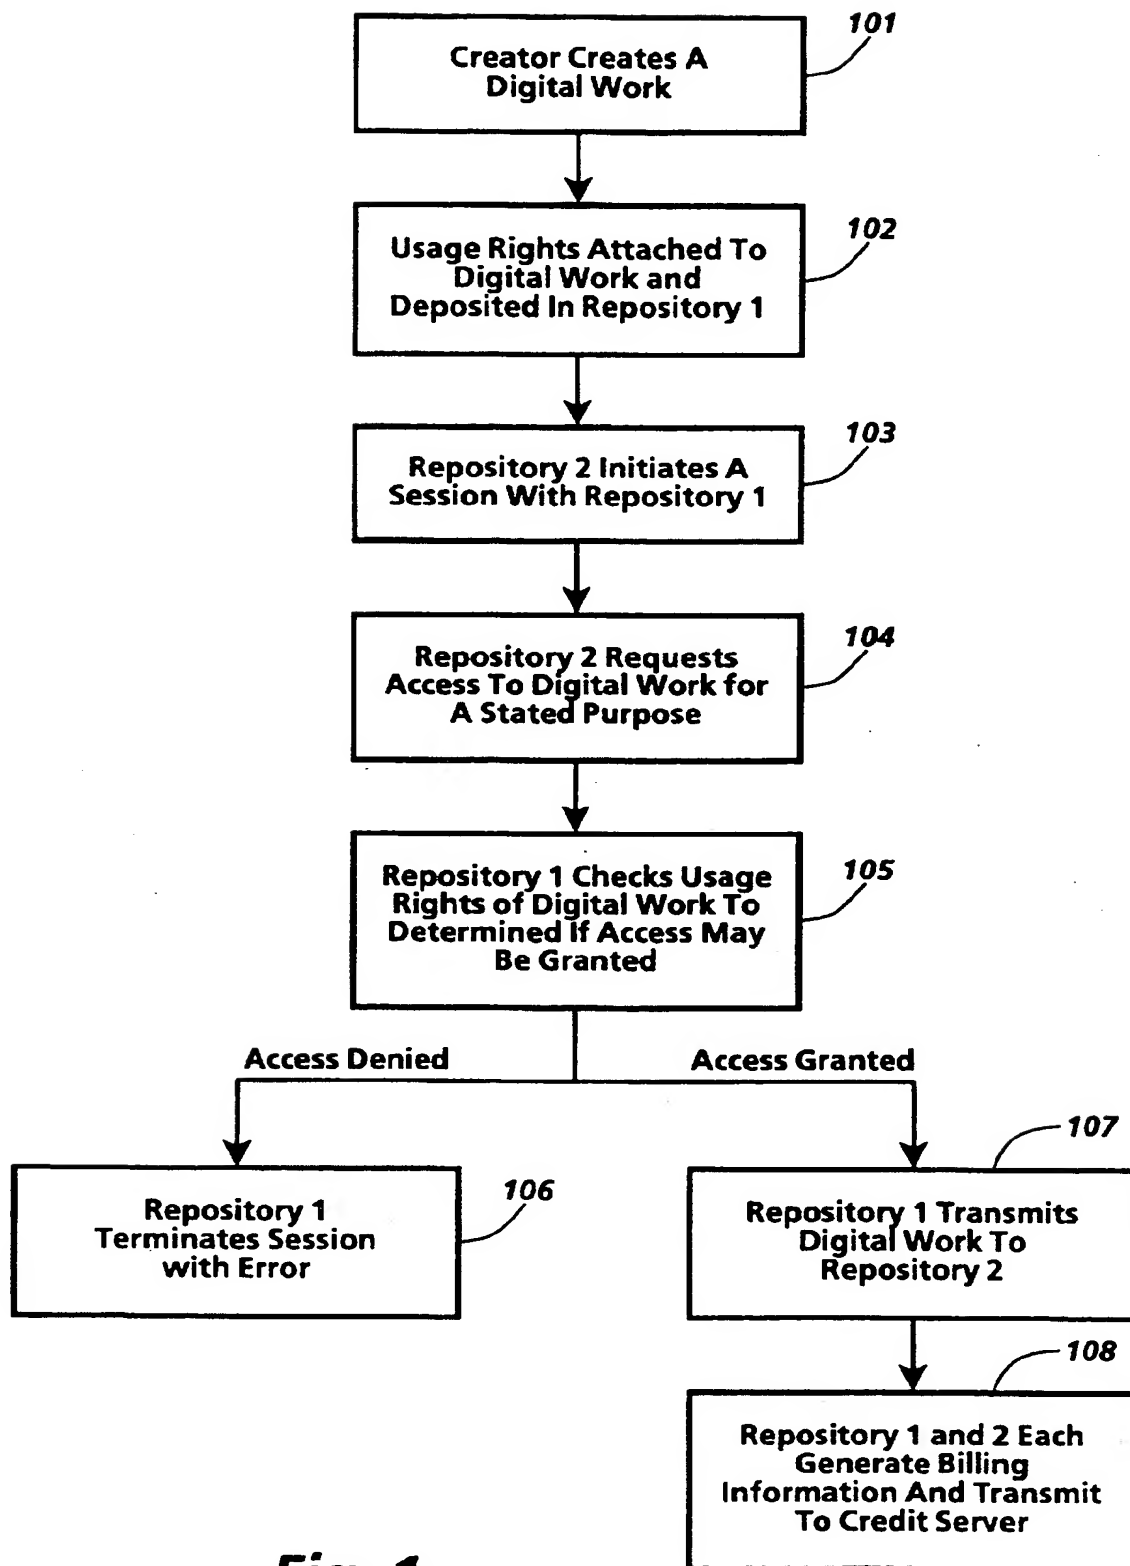 101
Creator Creates A
Digital Work
102
Usage Rights Attached To
Digital Work and
Deposited In Repository 1
103
Repository 2 Initiates A
Session With Repository 1
104
Repository 2 Requests
Access To Digital Work for
A Stated Purpose
105
Repository 1 Checks Usage
Rights of Digital Work To
Determined If Access May
Be Granted
Access Denied
Access Granted
106
Repository 1
Terminates Session
with Error
107
Repository 1 Transmits
Digital Work To
Repository 2
108
Repository 1 and 2 Each
Generate Billing
Information And Transmit
To Credit Server
Fig. 1